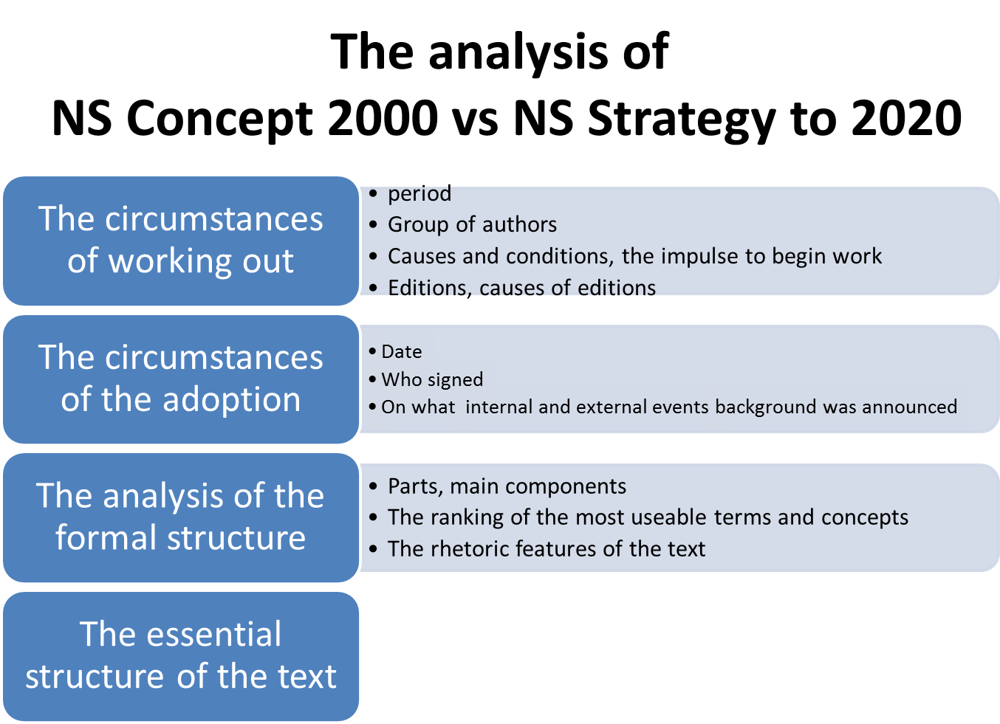 The analysis of
NS Concept 2000 vs NS Strategy to 2020
The circumstances
of working out
• period
• Group of authors
• Causes and conditions, the impulse to begin work
• Editions, causes of editions
The circumstances
of the adoption
• Date
• Who signed
• On what  internal and external events background was announced
The analysis of the
formal structure
• Parts, main components
• The ranking of the most useable terms and concepts
• The rhetoric features of the text
The essential
structure of the text